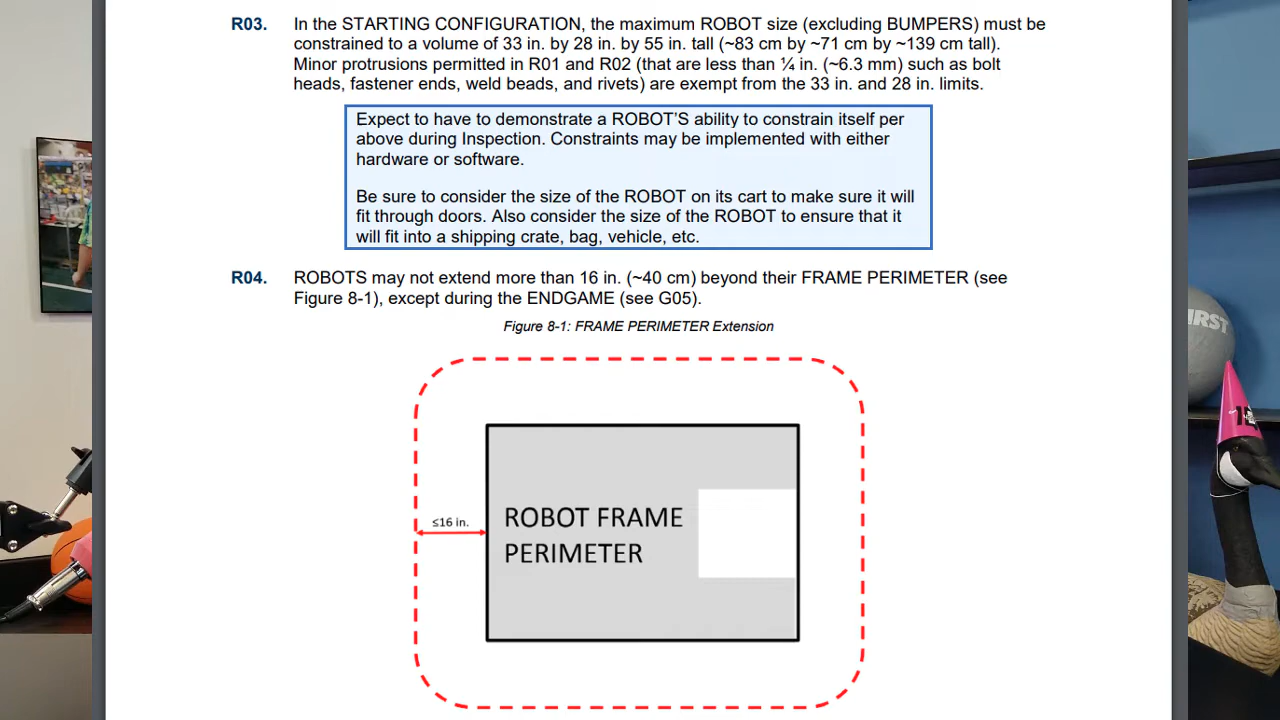 R03. In the STARTING CONFIGURATION, the maximum ROBOT size (excluding BUMPERS) must be
constrained to a volume of 33 in. by 28 in. by 55 in. tall (~83 cm by ~71 cm by ~139 cm tall).
Minor protrusions permitted in R01 and R02 (that are less than ¼ in. (~6.3 mm) such as bolt
heads, fastener ends, weld beads, and rivets) are exempt from the 33 in. and 28 in. limits.
Expect to have to demonstrate a ROBOT'S ability to constrain itself per
above during Inspection. Constraints may be implemented with either
hardware or software.
Be sure to consider the size of the ROBOT on its cart to make sure it will
fit through doors. Also consider the size of the ROBOT to ensure that it
will fit into a shipping crate, bag, vehicle, etc.
R04. ROBOTS may not extend more than 16 in. (~40 cm) beyond their FRAME PERIMETER (see
Figure 8-1), except during the ENDGAME (see G05).
Figure 8-1: FRAME PERIMETER Extension
≤16 in.
ROBOT FRAME
PERIMETER
IRST